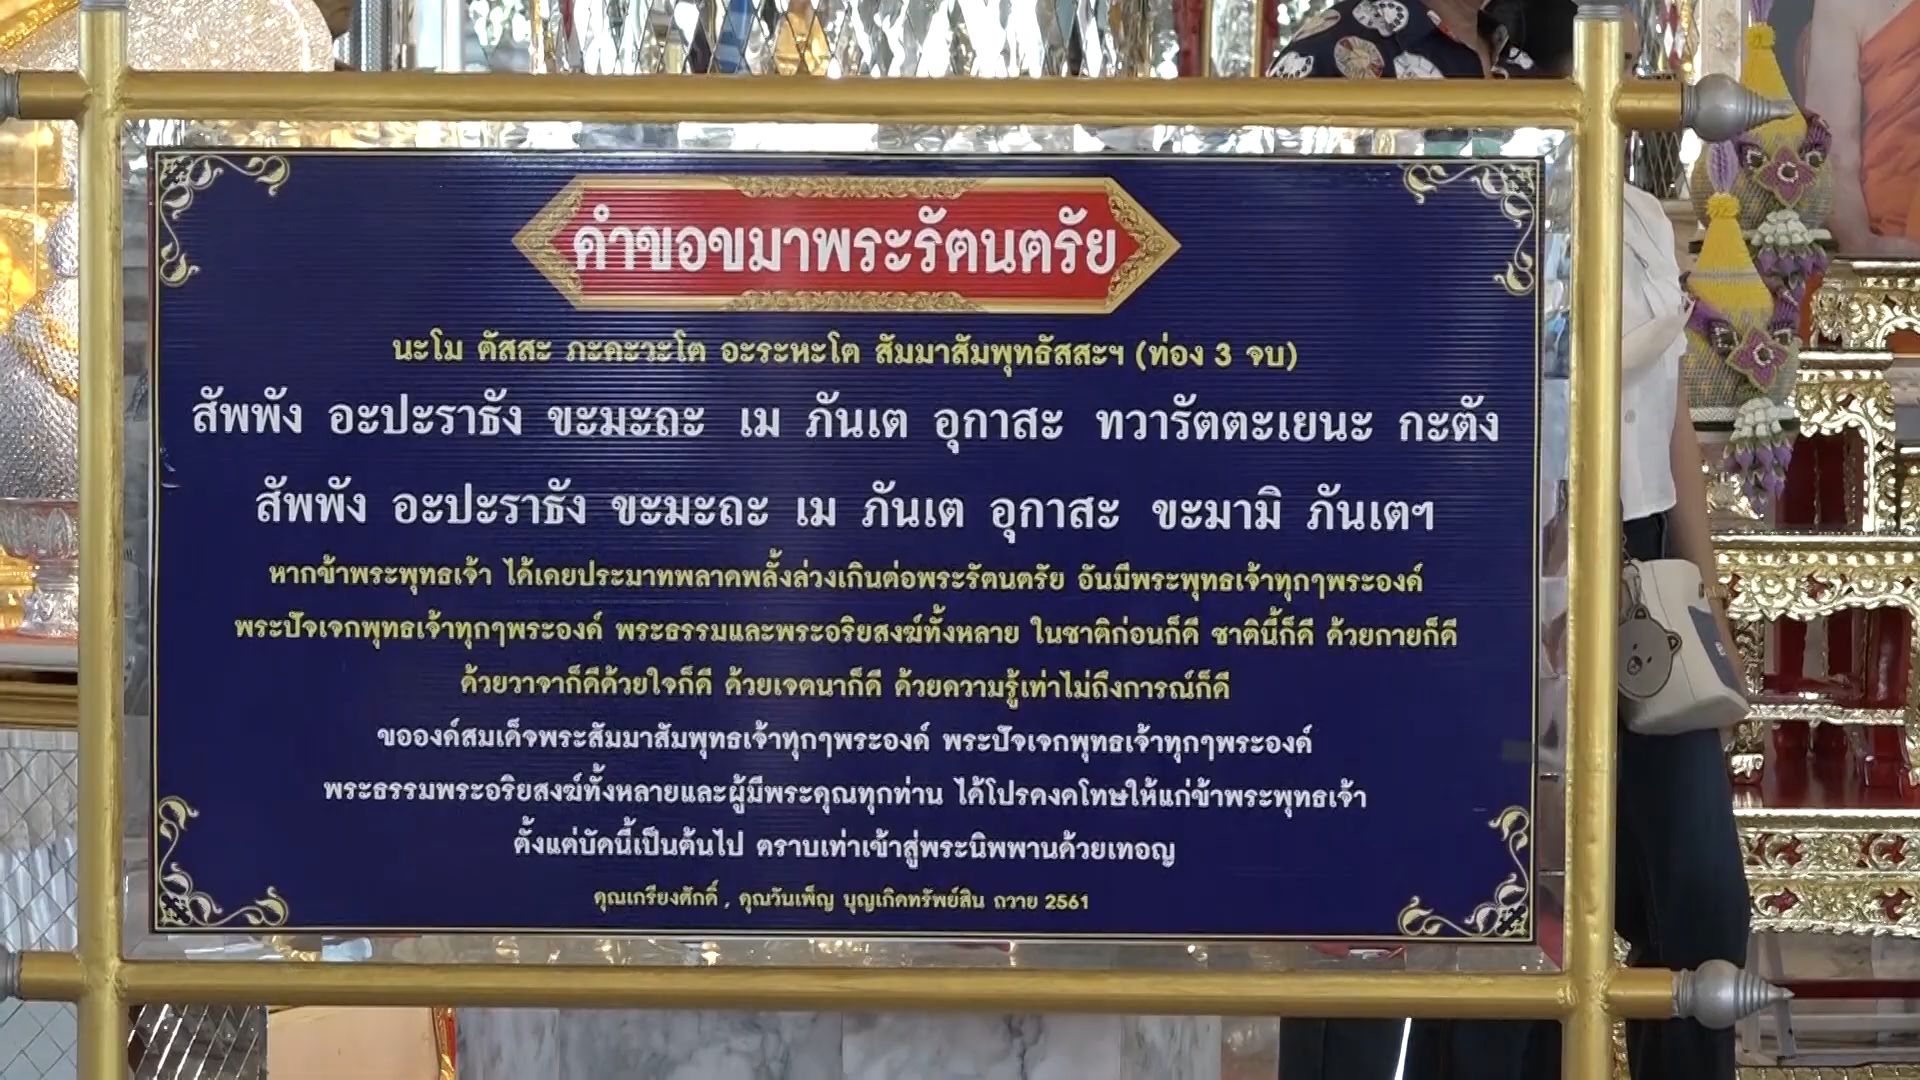 คำขอขมาพระรัตนตรัย
นะโม ตัสสะ ภะคะวะโต อะระหะโต สัมมาสัมพุทธัสสะฯ (ท่อง 3 จบ)
สัพพัง อะปะราธัง ขะมะถะ เม ภันเต อุกาสะ ทวารัตตะเยนะ กะตัง
สัพพัง อะปะราธัง ขะมะถะ เม ภันเต อุกาสะ ขะมามิ ภันเตฯ
หากข้าพระพุทธเจ้า ได้เคยประมาทพลาดพลั้งล่วงเกินต่อพระรัตนตรัย อันมีพระพุทธเจ้าทุกๆพระองค์
พระปัจเจกพุทธเจ้าทุกๆพระองค์ พระธรรมและพระอริยสงฆ์ทั้งหลาย ในชาติก่อนก็ดี ชาตินี้ก็ดี ด้วยกายก็ดี
ด้วยวาจาก็ดีด้วยใจก็ดี ด้วยเจตนาก็ดี ด้วยความรู้เท่าไม่ถึงการณ์ก็ดี
ขอองค์สมเด็จพระสัมมาสัมพุทธเจ้าทุกๆพระองค์ พระปัจเจกพุทธเจ้าทุกๆพระองค์
พระธรรมพระอริยสงฆ์ทั้งหลายและผู้มีพระคุณทุกท่าน ได้โปรดงดโทษให้แก่ข้าพระพุทธเจ้า
ตั้งแต่บัดนี้เป็นต้นไป ตราบเท่าเข้าสู่พระนิพพานด้วยเทอญ
คุณเกรียงศักดิ์ , คุณวันเพ็ญ บุญเกิดทรัพย์สิน ถวาย 2561